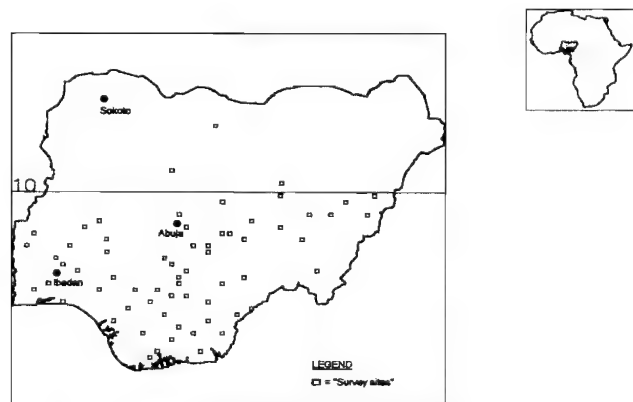 Sokoto
10
Abuja
Ibadan
LEGEND
= "Survey sites"